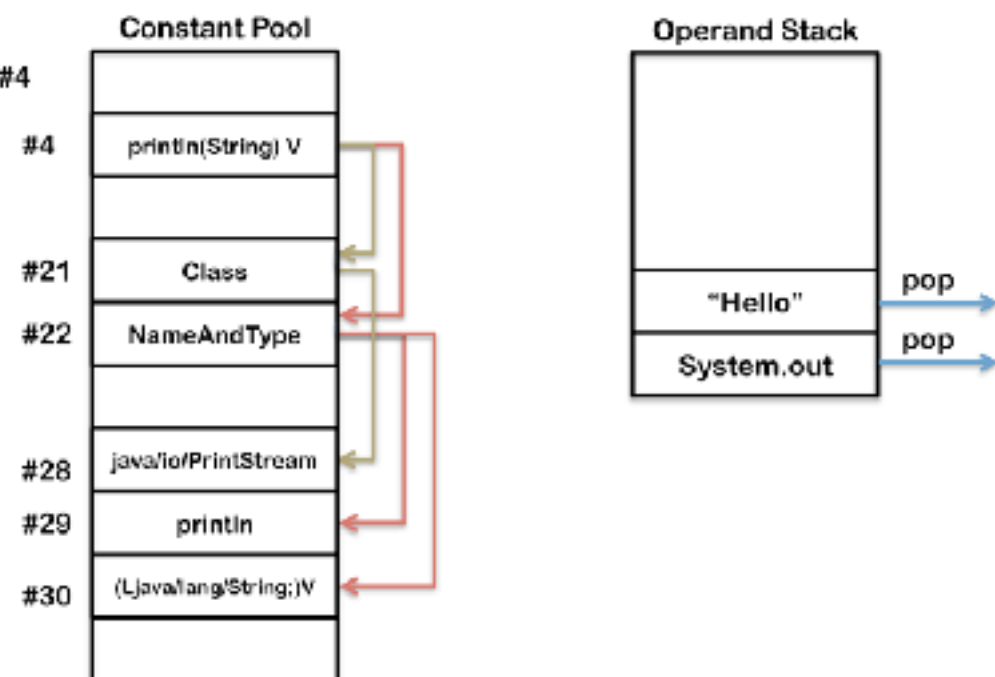 Constant Pool
#4
#4
println(String) V
#21
Class
#22
NameAndType
#28
java/io/PrintStream
#29
println
#30
(Ljava/lang/String;)V
Operand Stack
“Hello”
pop
System.out
pop